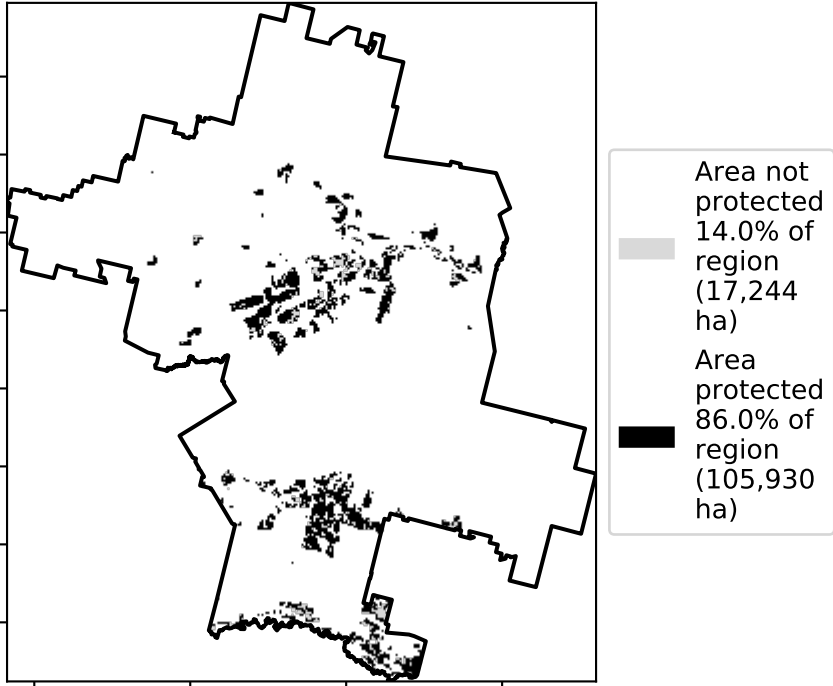 Area not
protected
14.0% of
region
(17,244
ha)
Area
protected
86.0% of
region
(105,930
ha)